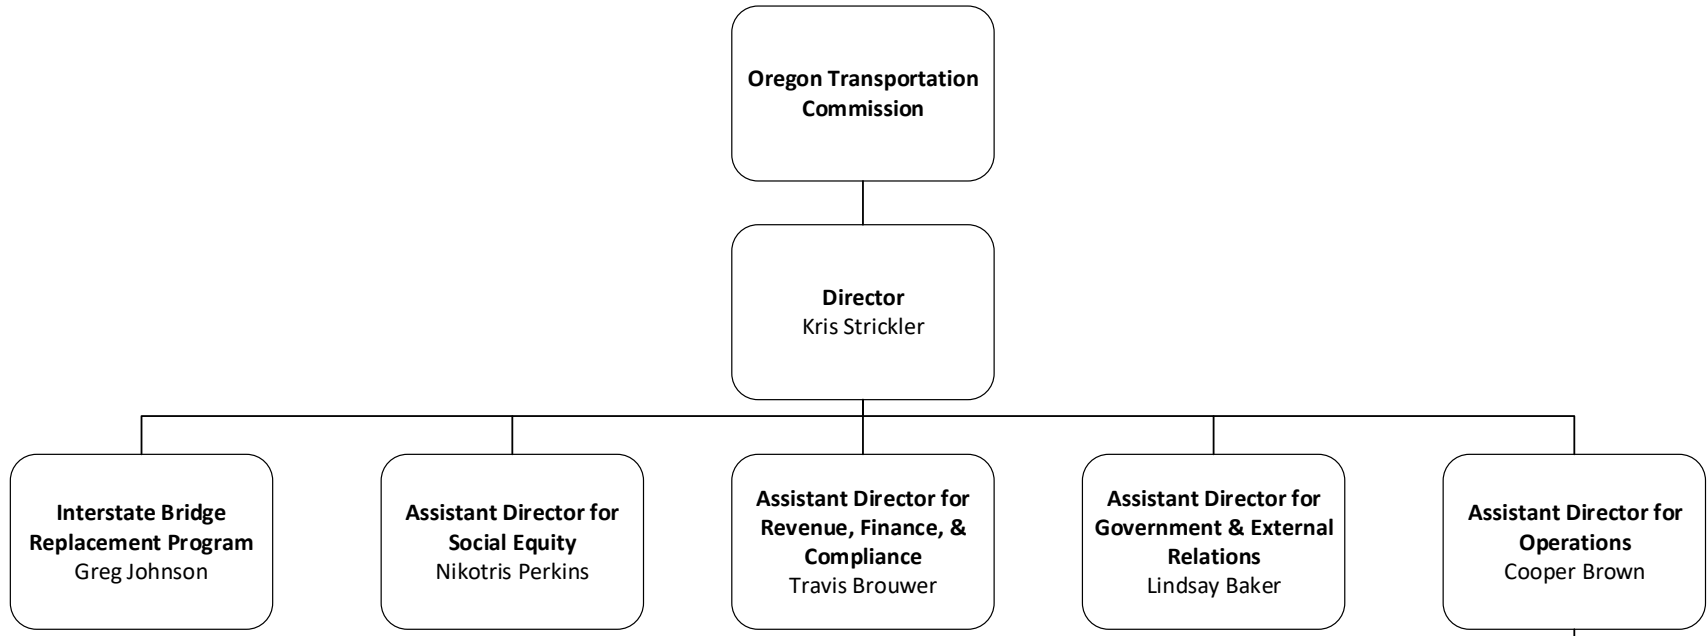 Oregon Transportation
Commission
Director
Kris Strickler
Interstate Bridge
Replacement Program
Greg Johnson
Assistant Director for
Social Equity
Nikotris Perkins
Assistant Director for
Revenue, Finance, &
Compliance
Travis Brouwer
Assistant Director for
Government & External
Relations
Lindsay Baker
Assistant Director for
Operations
Cooper Brown